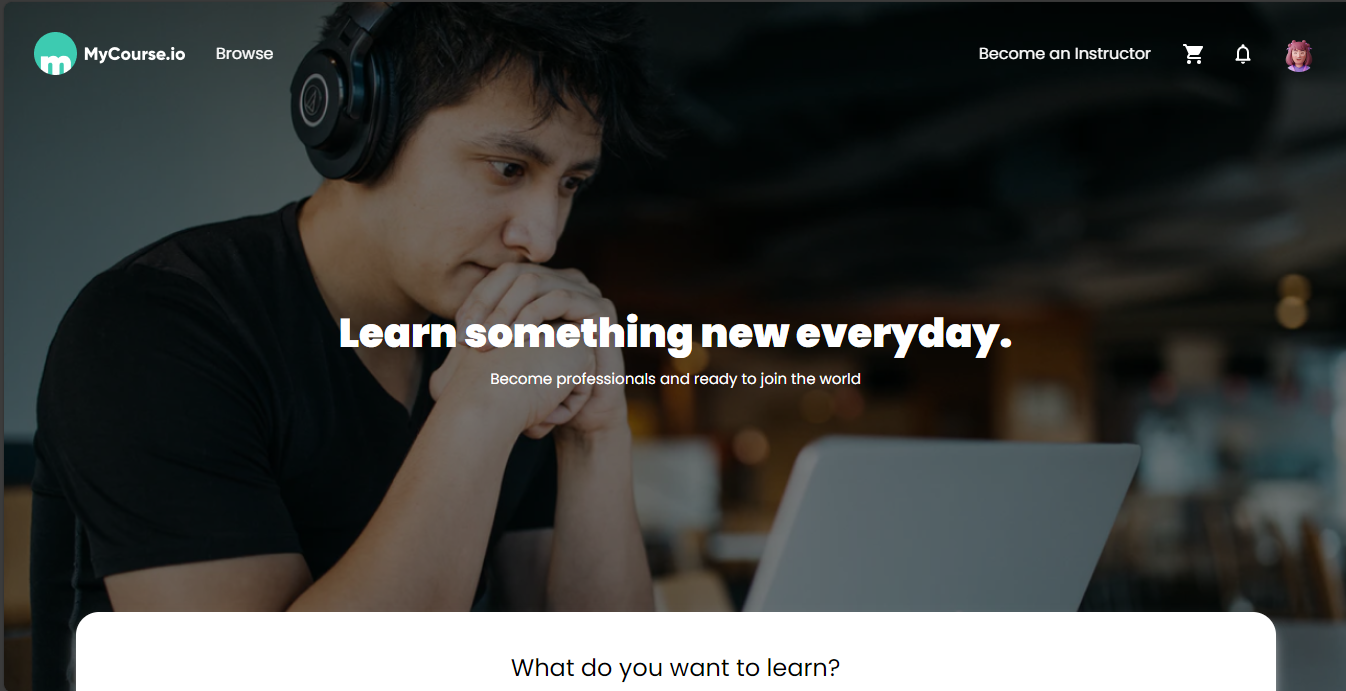 MyCourse.io Browse Become an Instructor
Learn something new everyday.
Become professionals and ready to join the world
What do you want to learn?